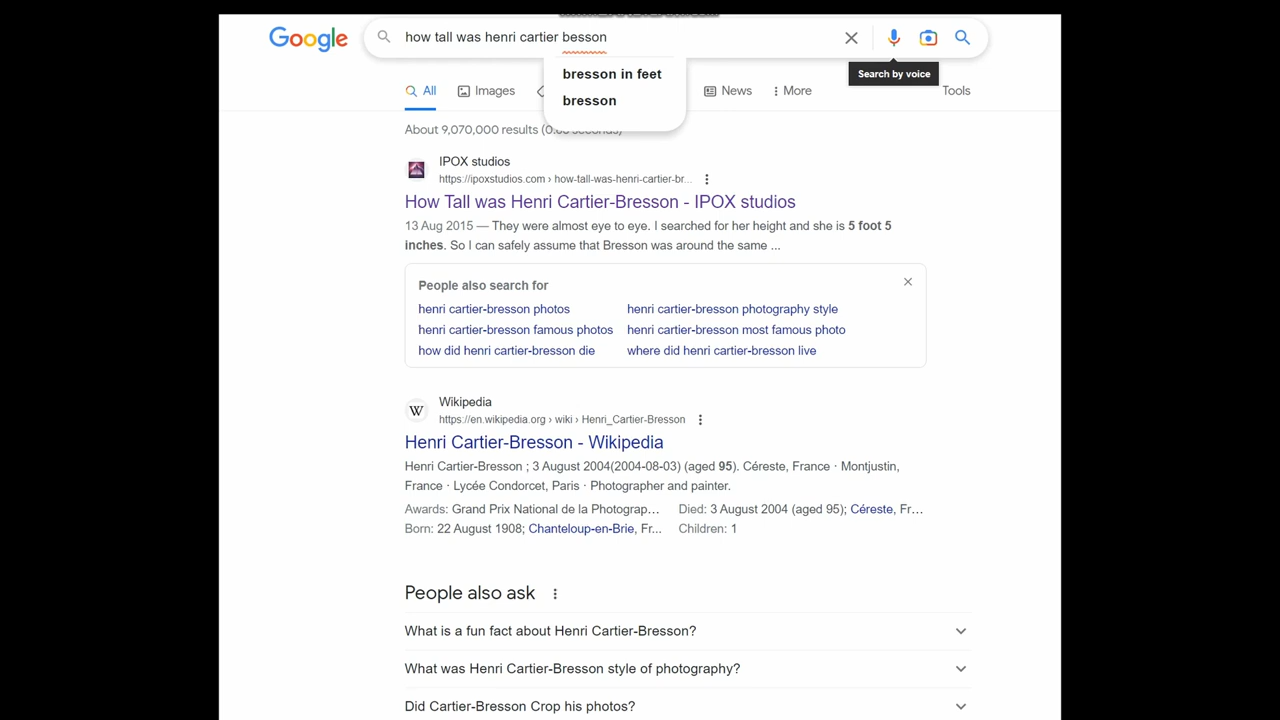 Google
how tall was henri cartier besson
Search by voice
bresson in feet
bresson
All
Images
News
More
Tools
About 9,070,000 results
IPOX studios
https://ipoxstudios.com › how-tall-was-henri-cartier-br...
How Tall was Henri Cartier-Bresson - IPOX studios
13 Aug 2015 — They were almost eye to eye. I searched for her height and she is 5 foot 5
inches. So I can safely assume that Bresson was around the same ...
People also search for
henri cartier-bresson photos
henri cartier-bresson photography style
henri cartier-bresson famous photos
henri cartier-bresson most famous photo
how did henri cartier-bresson die
where did henri cartier-bresson live
W
Wikipedia
https://en.wikipedia.org › wiki › Henri_Cartier-Bresson
Henri Cartier-Bresson - Wikipedia
Henri Cartier-Bresson ; 3 August 2004(2004-08-03) (aged 95). Céreste, France · Montjustin,
France · Lycée Condorcet, Paris · Photographer and painter.
Awards: Grand Prix National de la Photograp...
Died: 3 August 2004 (aged 95); Céreste, Fr...
Born: 22 August 1908; Chanteloup-en-Brie, Fr...
Children: 1
People also ask
What is a fun fact about Henri Cartier-Bresson?
What was Henri Cartier-Bresson style of photography?
Did Cartier-Bresson Crop his photos?